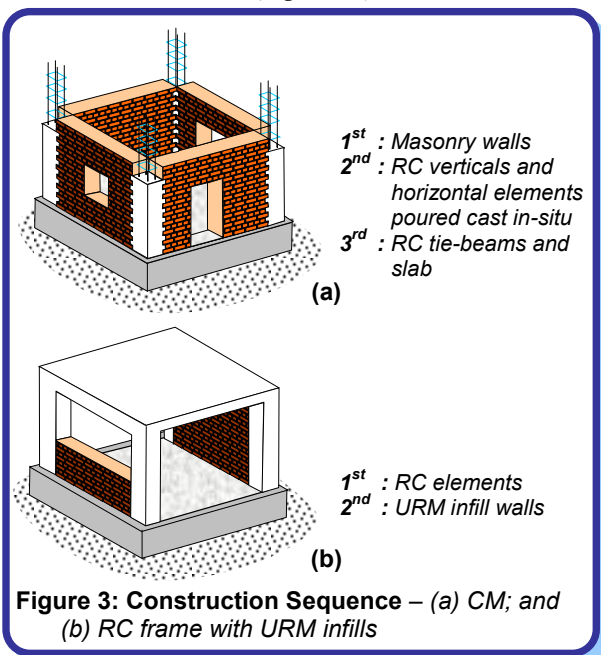 1st : Masonry walls
2nd : RC verticals and
horizontal elements
poured cast in-situ
3rd : RC tie-beams and
slab
(a)
1st : RC elements
2nd : URM infill walls
(b)
Figure 3: Construction Sequence – (a) CM; and
(b) RC frame with URM infills